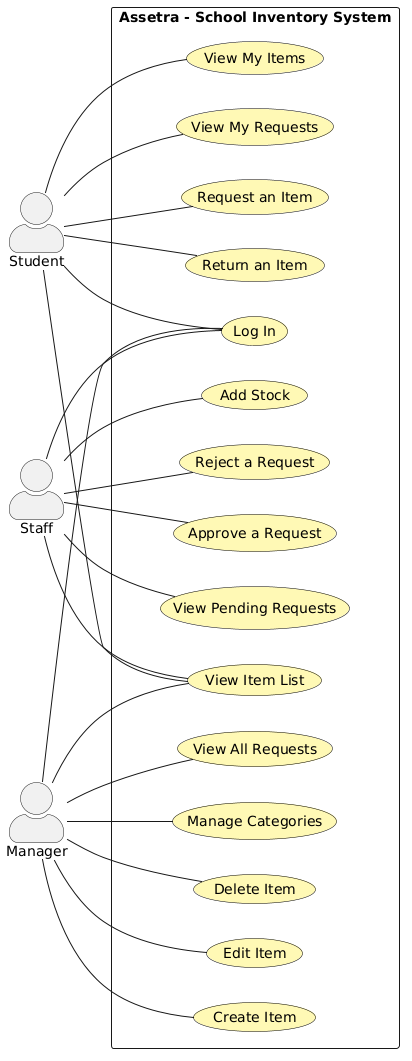 Assetra - School Inventory System
View My Items
View My Requests
Request an Item
Return an Item
Student
Log In
Add Stock
Reject a Request
Staff
Approve a Request
View Pending Requests
View Item List
View All Requests
Manage Categories
Manager
Delete Item
Edit Item
Create Item